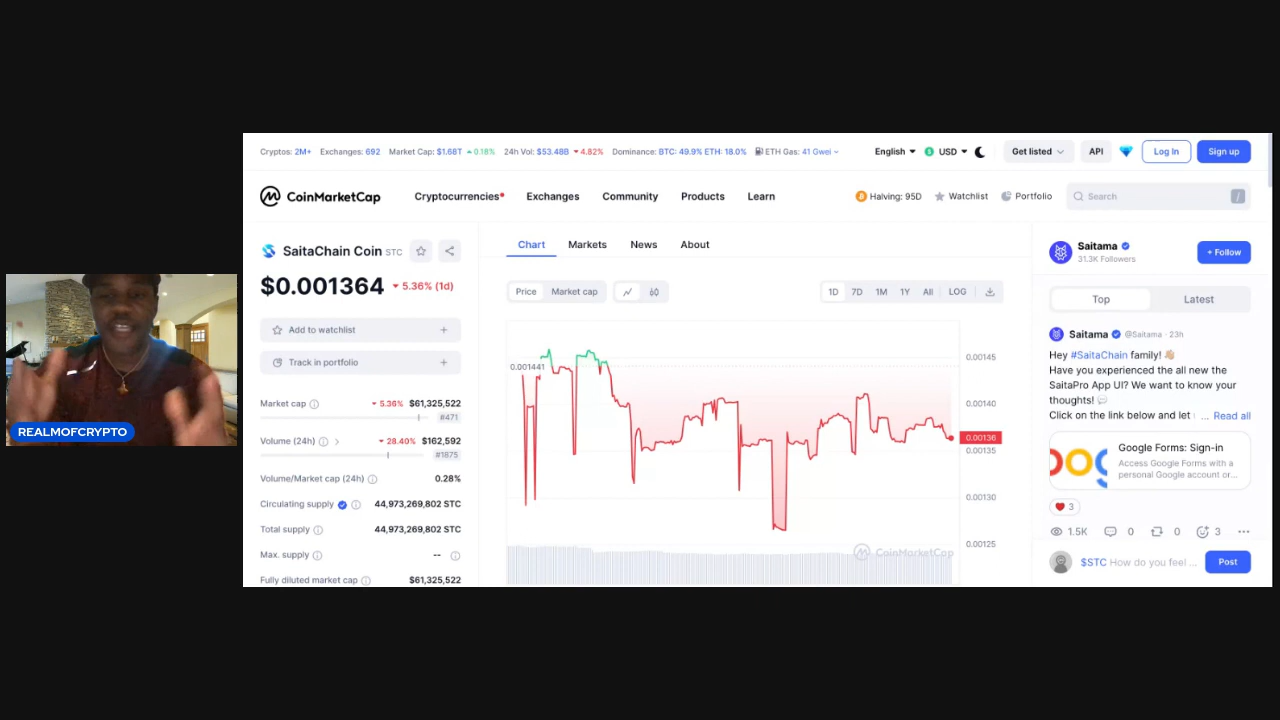 Cryptos: 2M+ Exchanges: 692 Market Cap: $1.68T 0.18% 24h Vol: $53.48B 4.82% Dominance: BTC: 49.9% ETH: 18.0% ETH Gas: 41 Gwei
English USD Get listed API Log In Sign up
CoinMarketCap
Cryptocurrencies Exchanges Community Products Learn
Halving: 95D Watchlist Portfolio Search /
SaitaChain Coin STC
$0.001364 5.36% (1d)
Add to watchlist +
Track in portfolio +
Market cap 5.36% $61,325,522
#471
Volume (24h) 28.40% $162,592
#1875
Volume/Market cap (24h) 0.28%
Circulating supply 44,973,269,802 STC
Total supply 44,973,269,802 STC
Max. supply --
Fully diluted market cap $61,325,522
Chart Markets News About
Price Market cap
1D 7D 1M 1Y All LOG
0.001441
0.00145
0.00140
0.00136
0.00135
0.00130
0.00125
CoinMarketCap
Saitama
31.3K Followers
+ Follow
Top Latest
Saitama @Saitama · 23h
Hey #SaitaChain family! 👋🏼
Have you experienced the all new the
SaitaPro App UI? We want to know your
thoughts! 💬
Click on the link below and let ... Read all
Google Forms: Sign-in
Access Google Forms with a
personal Google account or...
3
1.5K 0 0 3
$STC How do you feel ... Post
REALMOFCRYPTO